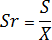 Sr = S/X